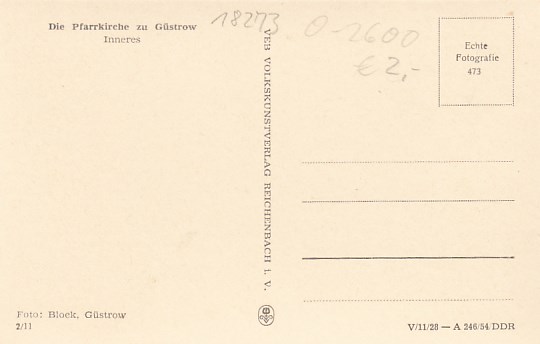 Die Pfarrkirche zu Güstrow
Inneres
18273
0-2600
€ 2,-
Echte
Fotografie
473
VEB VOLKSKUNSTVERLAG REICHENBACH i. V.
Foto: Block, Güstrow
2/11
V/11/28 — A 246/54 DDR